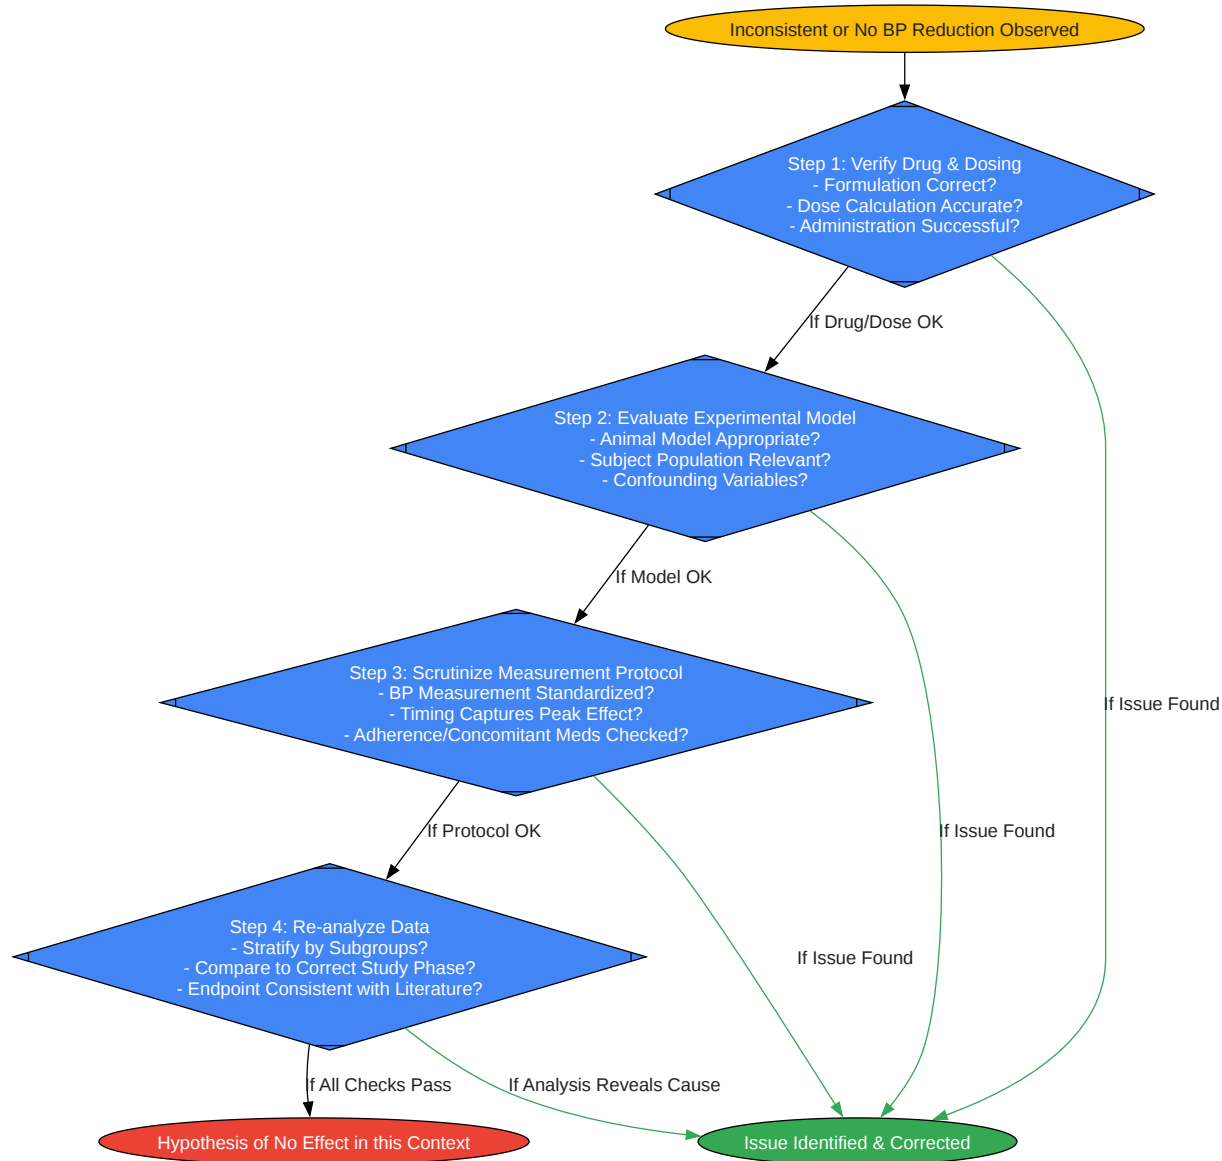 Inconsistent or No BP Reduction Observed
Step 1: Verify Drug & Dosing
- Formulation Correct?
- Dose Calculation Accurate?
- Administration Successful?
If Drug/Dose OK
Step 2: Evaluate Experimental Model
- Animal Model Appropriate?
- Subject Population Relevant?
- Confounding Variables?
If Model OK
Step 3: Scrutinize Measurement Protocol
- BP Measurement Standardized?
- Timing Captures Peak Effect?
- Adherence/Concomitant Meds Checked?
If Issue Found
If Protocol OK
If Issue Found
Step 4: Re-analyze Data
- Stratify by Subgroups?
- Compare to Correct Study Phase?
- Endpoint Consistent with Literature?
If Issue Found
If All Checks Pass
If Analysis Reveals Cause
Hypothesis of No Effect in this Context
Issue Identified & Corrected